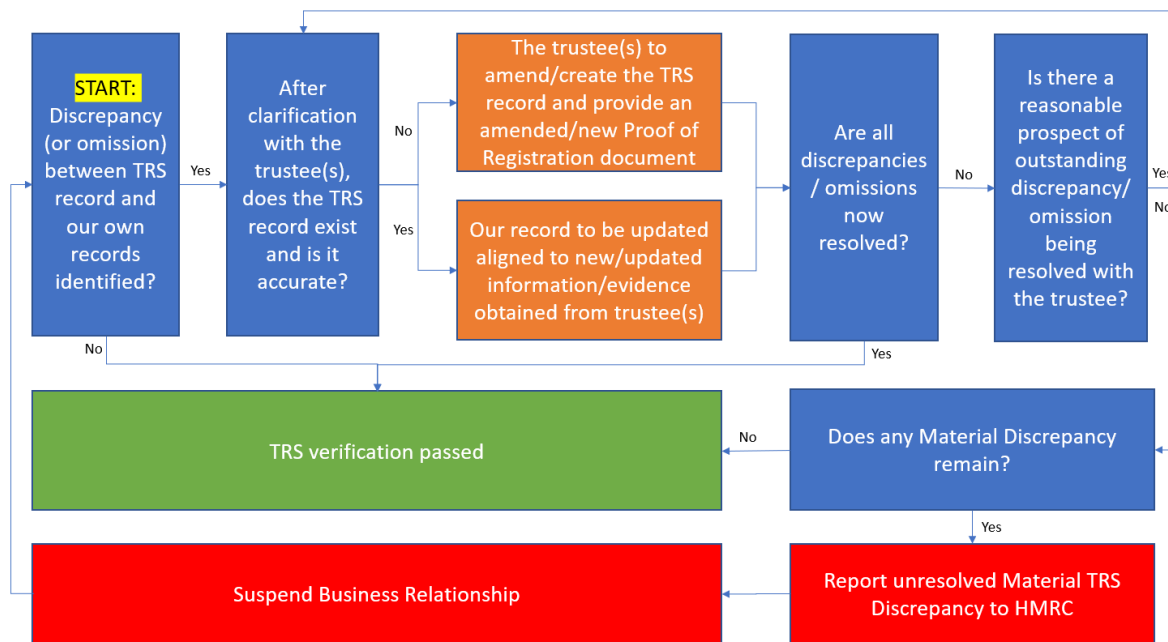 START:
Discrepancy
(or omission)
between TRS
record and
our own
records
identified?
Yes
No
After
clarification
with the
trustee(s),
does the TRS
record exist
and is it
accurate?
No
Yes
The trustee(s) to
amend/create the TRS
record and provide an
amended/new Proof of
Registration document
Our record to be updated
aligned to new/updated
information/evidence
obtained from trustee(s)
Are all
discrepancies
/ omissions
now
resolved?
No
Yes
Is there a
reasonable
prospect of
outstanding
discrepancy/
omission
being
resolved with
the trustee?
Yes
No
TRS verification passed
No
Does any Material Discrepancy
remain?
Yes
Suspend Business Relationship
Report unresolved Material TRS
Discrepancy to HMRC